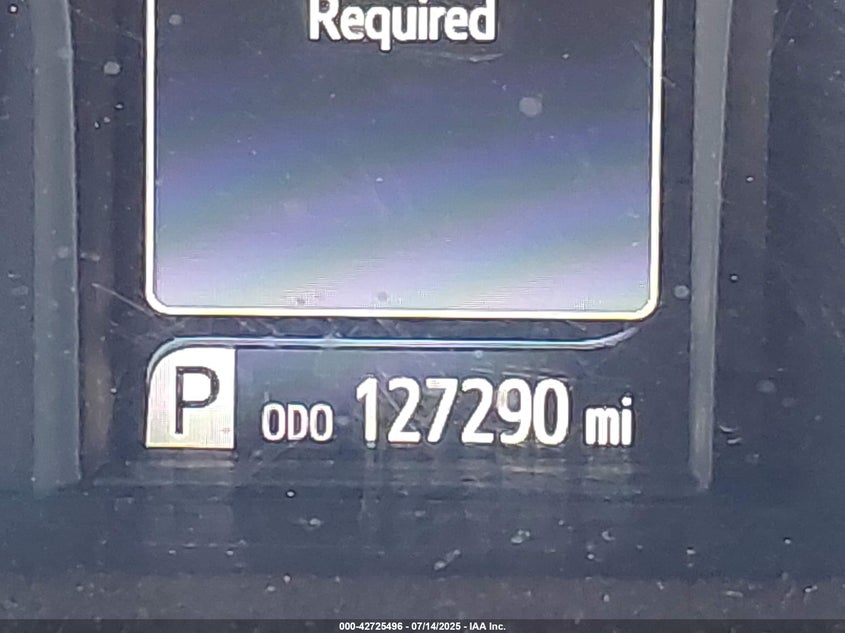 Required
P ODO 127290 mi
000-42725496 - 07/14/2025 - IAA Inc.